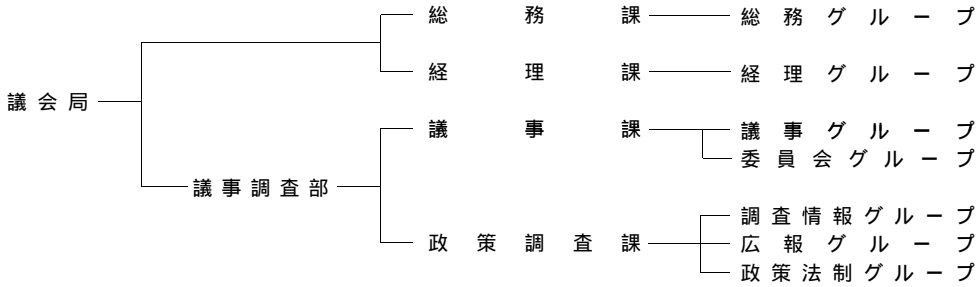 総務課 総務グループ
経理課 経理グループ
議会局
議事課 議事グループ
委員会グループ
議事調査部
調査情報グループ
政策調査課 広報グループ
政策法制グループ